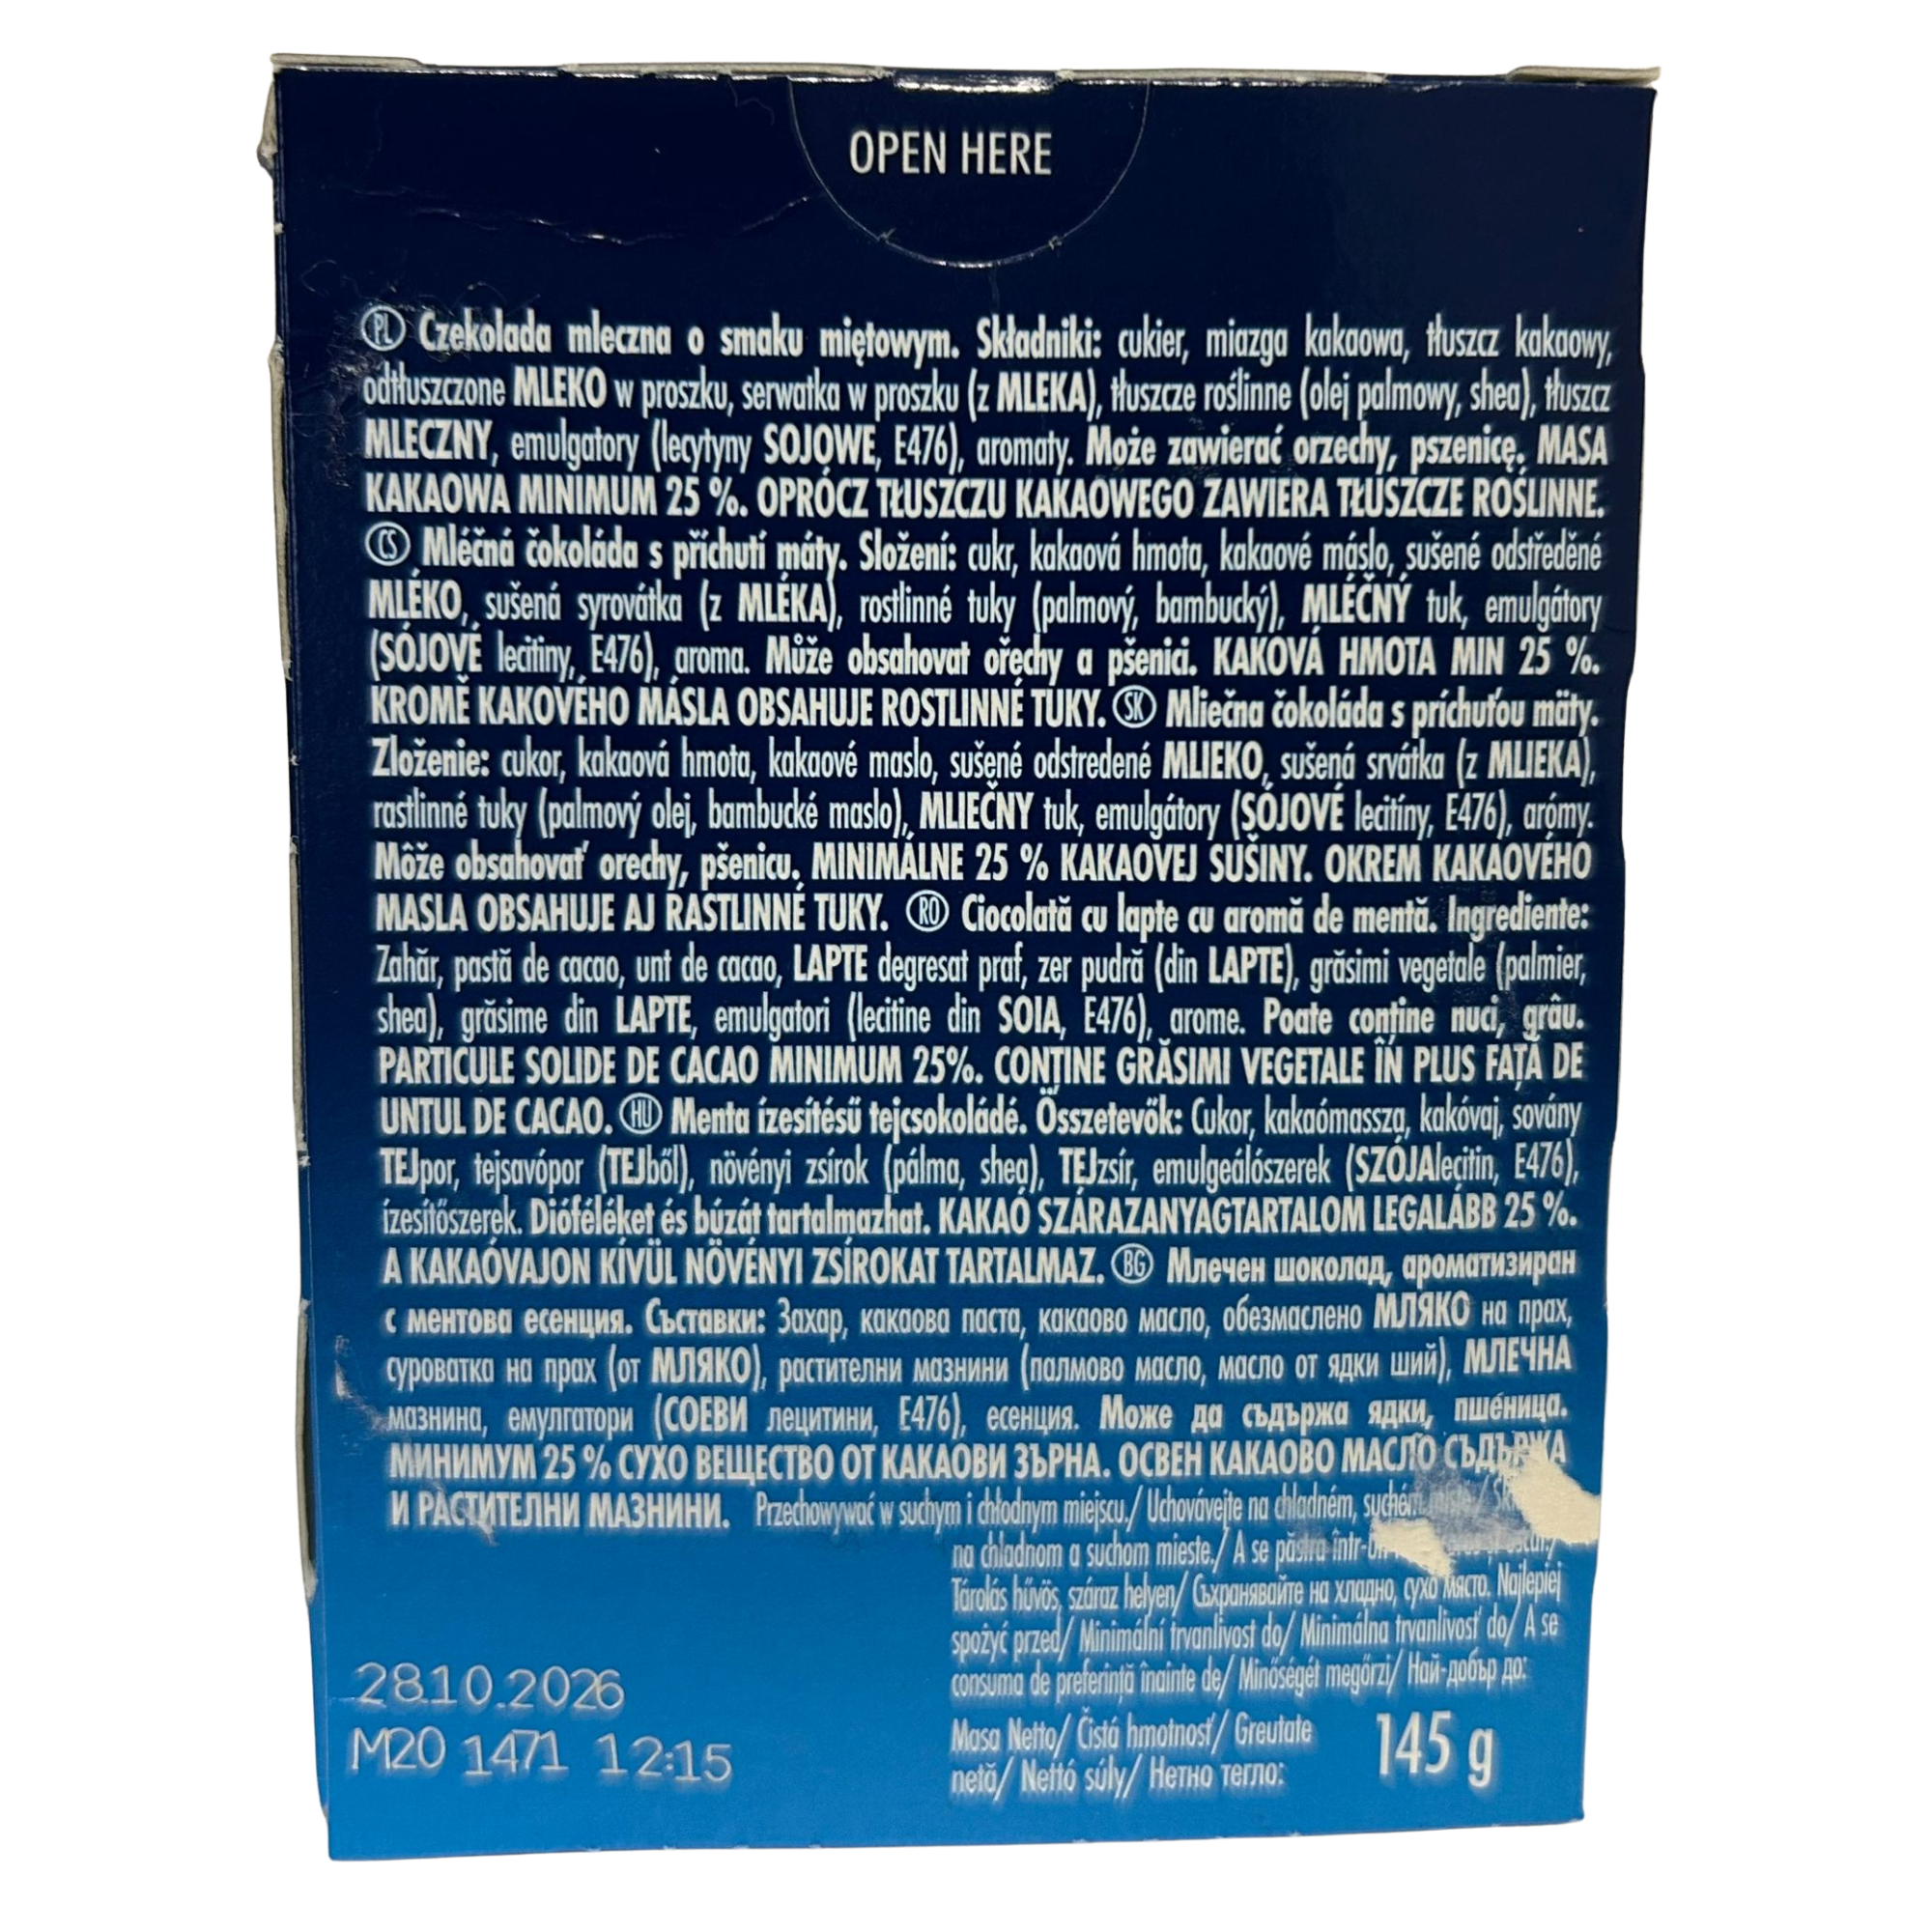 OPEN HERE
PL Czekolada mleczna o smaku miętowym. Składniki: cukier, miazga kakaowa, tłuszcz kakaowy,
odtłuszczone MLEKO w proszku, serwatka w proszku (z MLEKA), tłuszcze roślinne (olej palmowy, shea), tłuszcz
MLECZNY, emulgatory (lecytyny SOJOWE, E476), aromaty. Może zawierać orzechy, pszenicę. MASA
KAKAOWA MINIMUM 25 %. OPRÓCZ TŁUSZCZU KAKAOWEGO ZAWIERA TŁUSZCZE ROŚLINNE.
CS Mléčná čokoláda s příchutí máty. Složení: cukr, kakaová hmota, kakaové máslo, sušené odstředěné
MLÉKO, sušená syrovátka (z MLÉKA), rostlinné tuky (palmový, bambucký), MLÉČNÝ tuk, emulgátory
(SÓJOVÉ lecitiny, E476), aroma. Může obsahovat ořechy a pšenici. KAKOVÁ HMOTA MIN 25 %.
KROMĚ KAKOVÉHO MÁSLA OBSAHUJE ROSTLINNÉ TUKY. SK Mliečna čokoláda s príchuťou mäty.
Zloženie: cukor, kakaová hmota, kakaové maslo, sušené odstredené MLIEKO, sušená srvátka (z MLIEKA),
rastlinné tuky (palmový olej, bambucké maslo), MLIEČNY tuk, emulgátory (SÓJOVÉ lecitíny, E476), arómy.
Môže obsahovať orechy, pšenicu. MINIMÁLNE 25 % KAKAOVEJ SUŠINY. OKREM KAKAOVÉHO
MASLA OBSAHUJE AJ RASTLINNÉ TUKY. RO Ciocolată cu lapte cu aromă de mentă. Ingrediente:
Zahăr, pastă de cacao, unt de cacao, LAPTE degresat praf, zer pudră (din LAPTE), grăsimi vegetale (palmier,
shea), grăsime din LAPTE, emulgatori (lecitine din SOIA, E476), arome. Poate conține nuci, grâu.
PARTICULE SOLIDE DE CACAO MINIMUM 25%. CONȚINE GRĂSIMI VEGETALE ÎN PLUS FAȚĂ DE
UNTUL DE CACAO. HU Menta ízesítésű tejcsokoládé. Összetevők: Cukor, kakaómassza, kakóvaj, sovány
TEJpor, tejsavópor (TEJből), növényi zsírok (pálma, shea), TEJzsír, emulgeálószerek (SZÓJAlecitin, E476),
ízesítőszerek. Dióféléket és búzát tartalmazhat. KAKAÓ SZÁRAZANYAGTARTALOM LEGALÁBB 25 %.
A KAKAÓVAJON KÍVÜL NÖVÉNYI ZSÍROKAT TARTALMAZ. BG Млечен шоколад, ароматизиран
с ментова есенция. Съставки: Захар, какаова паста, какаово масло, обезмаслено МЛЯКО на прах,
суроватка на прах (от МЛЯКО), растителни мазнини (палмово масло, масло от ядки ший), МЛЕЧНА
мазнина, емулгатори (СОЕВИ лецитини, Е476), есенция. Може да съдържа ядки, пшеница.
МИНИМУМ 25 % СУХО ВЕЩЕСТВО ОТ КАКАОВИ ЗЪРНА. ОСВЕН КАКАОВО МАСЛО СЪДЪРЖА
И РАСТИТЕЛНИ МАЗНИНИ. Przechowywać w suchym i chłodnym miejscu./ Uchovávejte na chladném,
na chladnom a suchom mieste./ A se păstra
Tárolás hűvös, száraz helyen/ Съхранявайте на хладно, сухо място. Najlepiej
spożyć przed/ Minimální trvanlivost do/ Minimálna trvanlivosť do/ A se
consuma de preferință înainte de/ Minőségét megőrzi/ Най-добър до:
28.10.2026
M20 1471 12:15
Masa Netto/ Čistá hmotnosť/ Greutate
netă/ Nettó súly/ Нетно тегло:
145 g